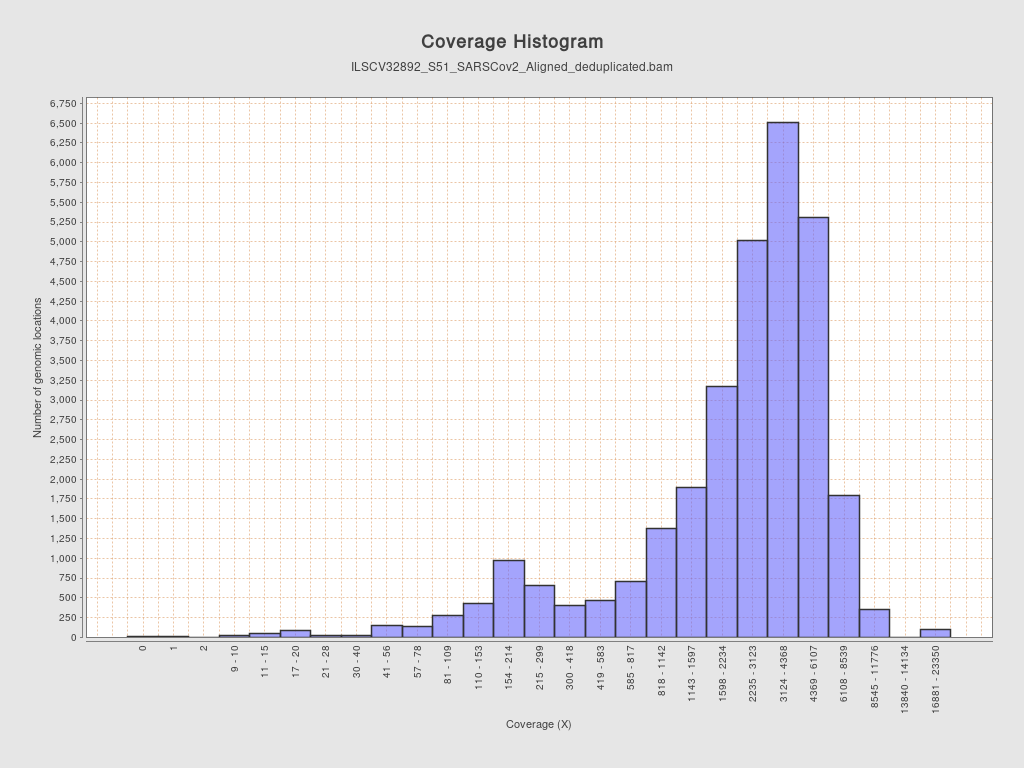 Coverage Histogram
ILSCV32892_S51_SARSCov2_Aligned_deduplicated.bam
Number of genomic locations
6,750
6,500
6,250
6,000
5,750
5,500
5,250
5,000
4,750
4,500
4,250
4,000
3,750
3,500
3,250
3,000
2,750
2,500
2,250
2,000
1,750
1,500
1,250
1,000
750
500
250
0
0
1
2
9 - 10
11 - 15
17 - 20
21 - 28
30 - 40
41 - 56
57 - 78
81 - 109
110 - 153
154 - 214
215 - 299
300 - 418
419 - 583
585 - 817
818 - 1142
1143 - 1597
1598 - 2234
2235 - 3123
3124 - 4368
4369 - 6107
6108 - 8539
8545 - 11776
13840 - 14134
16881 - 23350
Coverage (X)